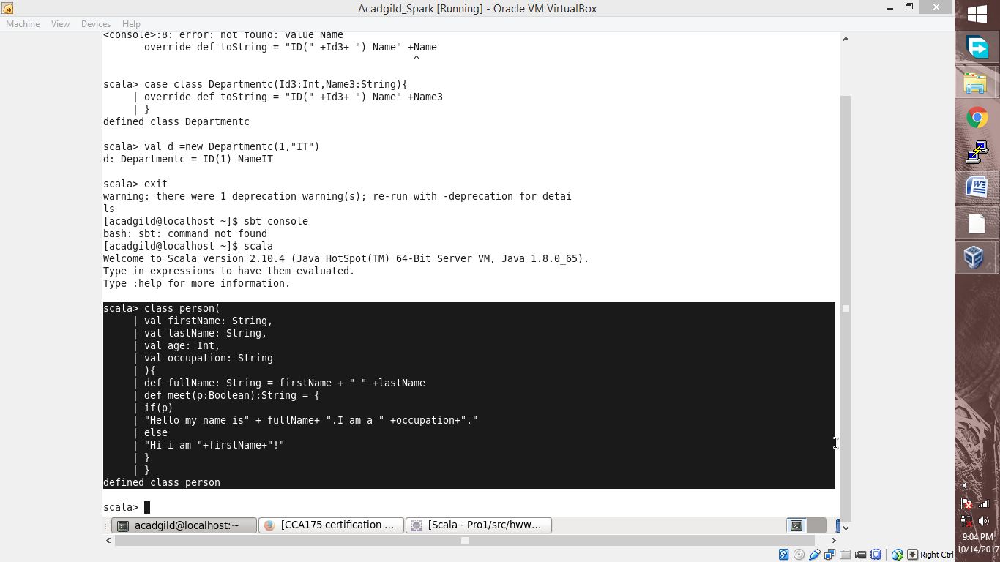 Acadgild_Spark [Running] - Oracle VM VirtualBox
Machine View Devices Help
<console>:8: error: not found: value Name
       override def toString = "ID(" +Id3+ ") Name" +Name
                                                     ^
scala> case class Departmentc(Id3:Int,Name3:String){
     | override def toString = "ID(" +Id3+ ") Name" +Name3
     | }
defined class Departmentc
scala> val d =new Departmentc(1,"IT")
d: Departmentc = ID(1) NameIT
scala> exit
warning: there were 1 deprecation warning(s); re-run with -deprecation for detai
ls
[acadgild@localhost ~]$ sbt console
bash: sbt: command not found
[acadgild@localhost ~]$ scala
Welcome to Scala version 2.10.4 (Java HotSpot(TM) 64-Bit Server VM, Java 1.8.0_65).
Type in expressions to have them evaluated.
Type :help for more information.
scala> class person(
     | val firstName: String,
     | val lastName: String,
     | val age: Int,
     | val occupation: String
     | ){
     | def fullName: String = firstName + " " +lastName
     | def meet(p:Boolean):String = {
     | if(p)
     | "Hello my name is" + fullName+ ".I am a " +occupation+"."
     | else
     | "Hi i am "+firstName+"!"
     | }
     | }
defined class person
scala>
acadgild@localhost:~ [CCA175 certification ... [Scala - Pro1/src/hww...
Right Ctrl
9:04 PM
10/14/2017